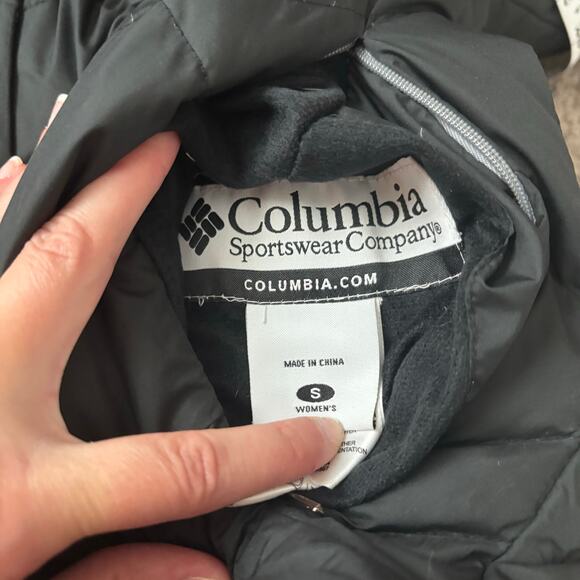 Columbia
Sportswear Company®
COLUMBIA.COM
MADE IN CHINA
S
WOMEN'S